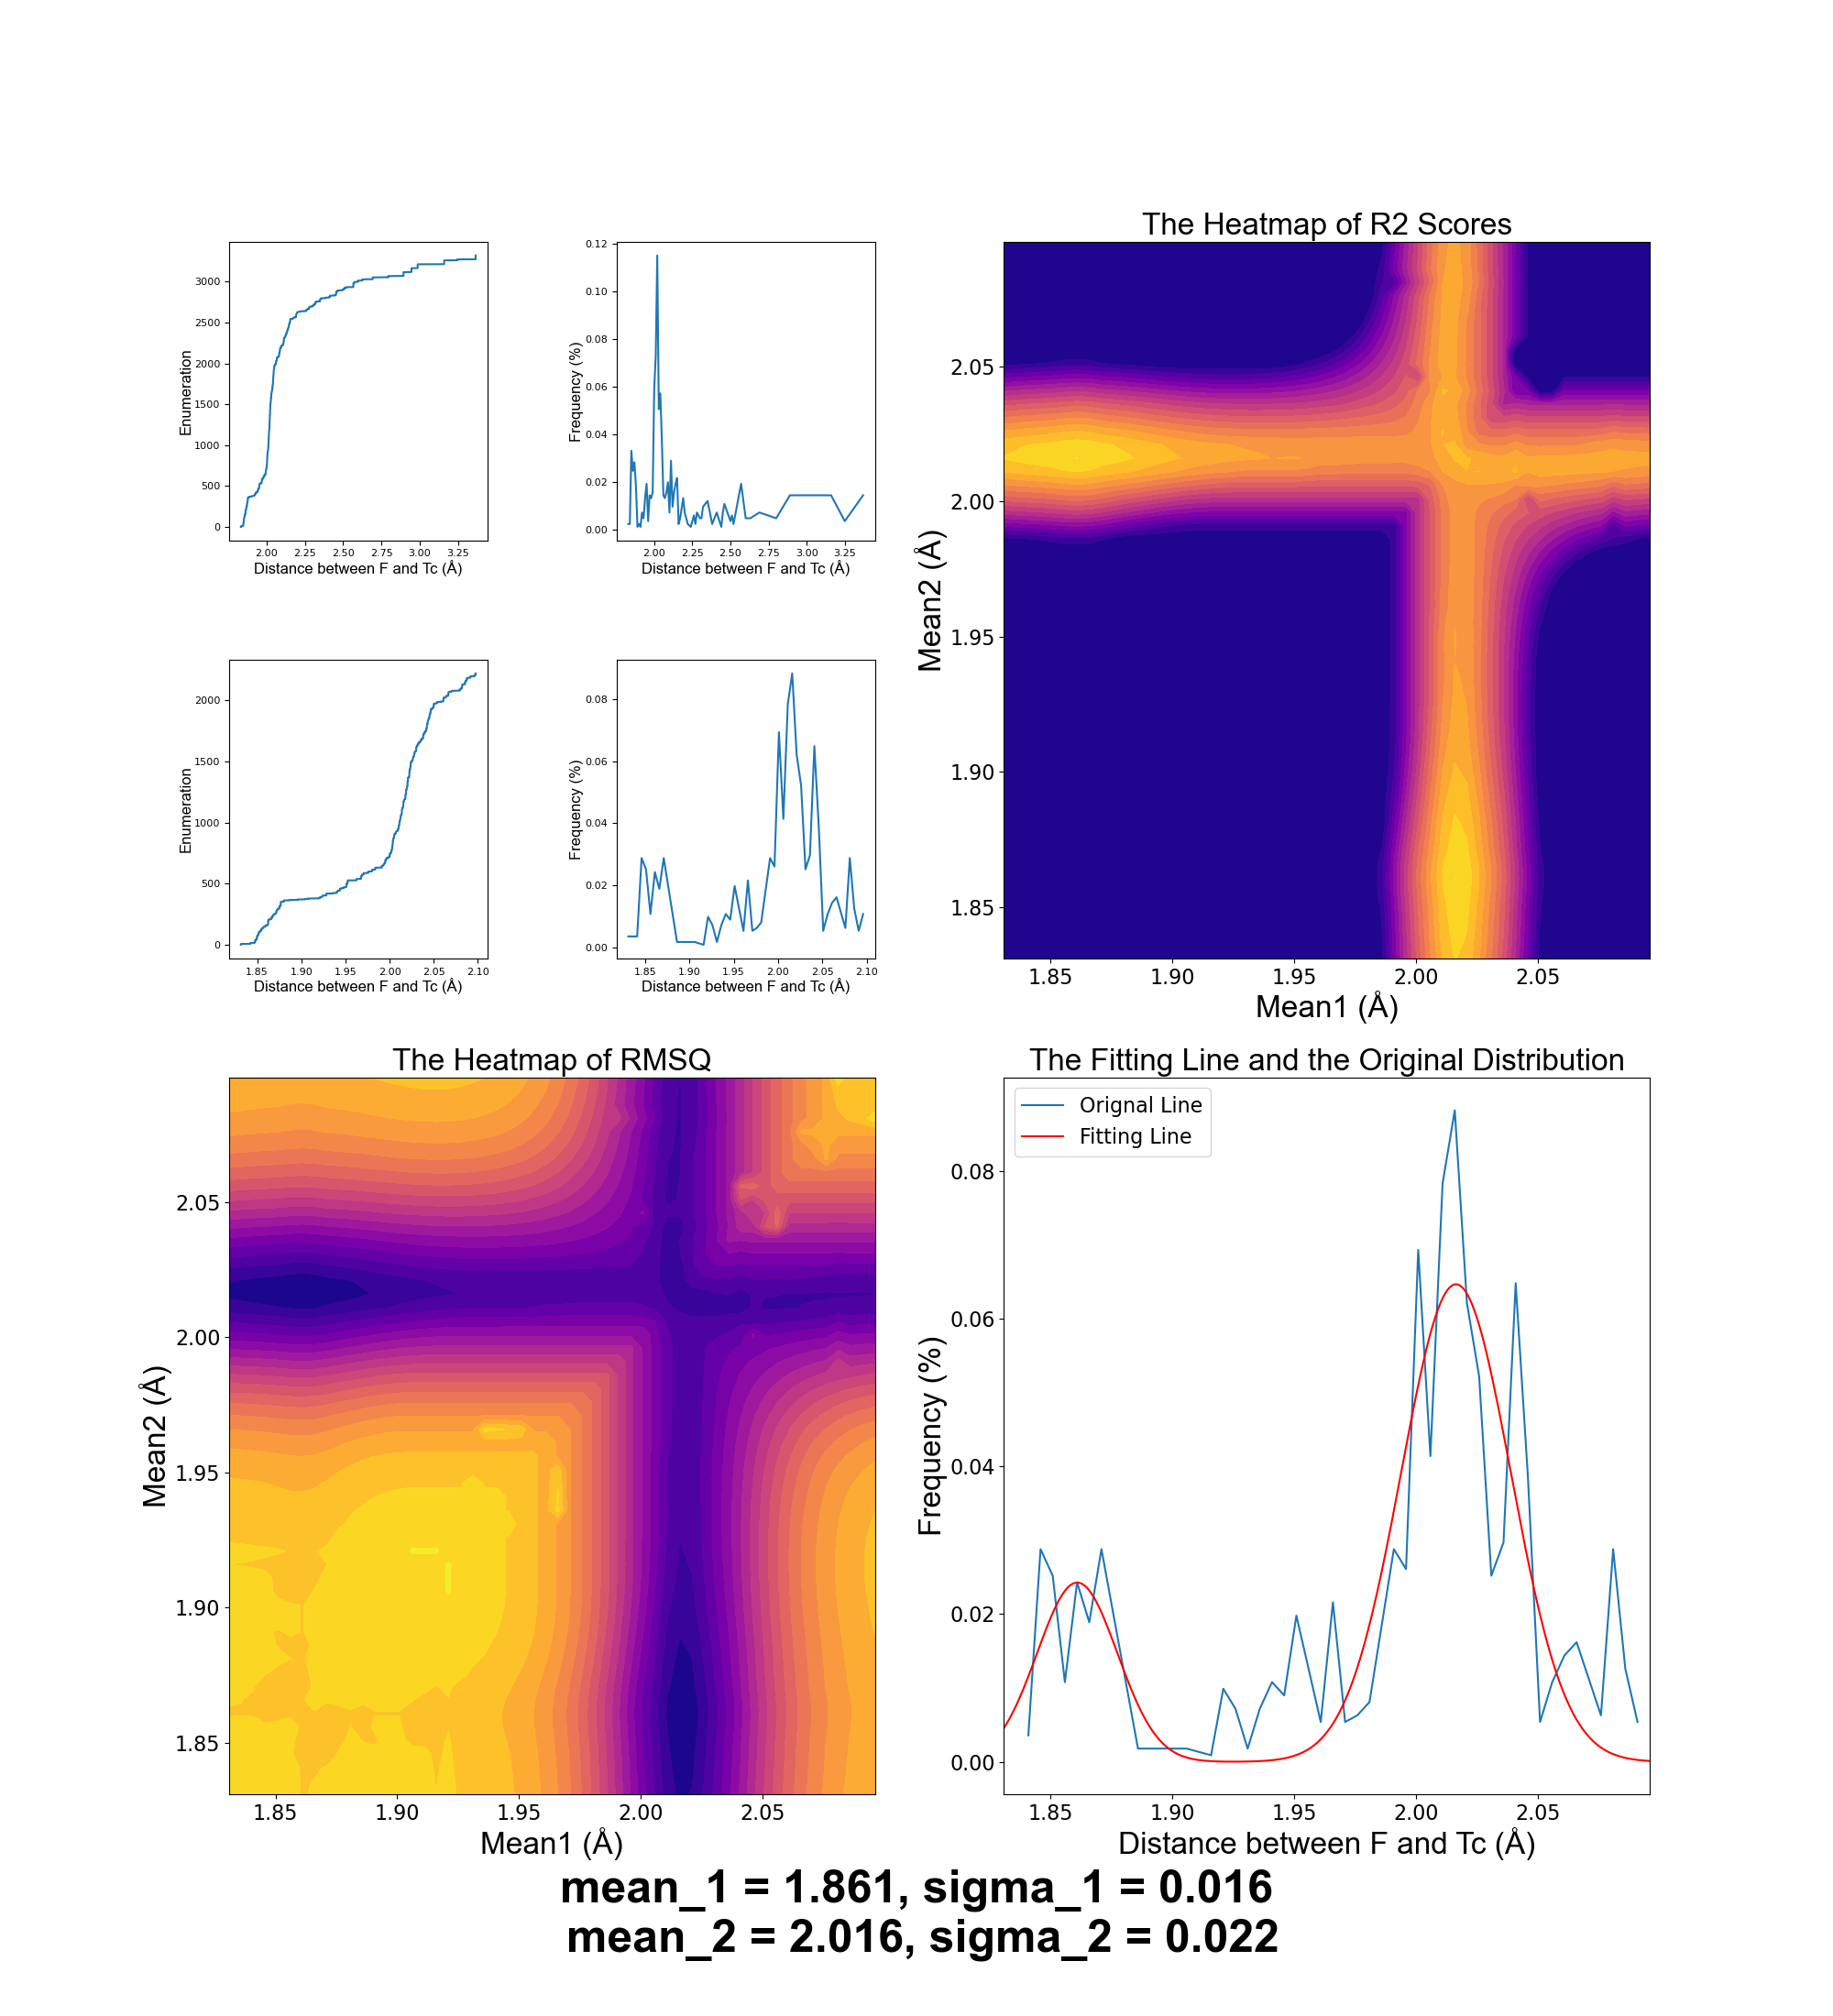 Enumeration
3000
2500
2000
1500
1000
500
0
2.00 2.25 2.50 2.75 3.00 3.25
Distance between F and Tc (Å)
Frequency (%)
0.12
0.10
0.08
0.06
0.04
0.02
0.00
2.00 2.25 2.50 2.75 3.00 3.25
Distance between F and Tc (Å)
The Heatmap of R2 Scores
Mean2 (Å)
2.05
2.00
1.95
1.90
1.85
1.85 1.90 1.95 2.00 2.05
Mean1 (Å)
Enumeration
2000
1500
1000
500
0
1.85 1.90 1.95 2.00 2.05 2.10
Distance between F and Tc (Å)
Frequency (%)
0.08
0.06
0.04
0.02
0.00
1.85 1.90 1.95 2.00 2.05 2.10
Distance between F and Tc (Å)
The Heatmap of RMSQ
Mean2 (Å)
2.05
2.00
1.95
1.90
1.85
1.85 1.90 1.95 2.00 2.05
Mean1 (Å)
The Fitting Line and the Original Distribution
Orignal Line
Fitting Line
Frequency (%)
0.08
0.06
0.04
0.02
0.00
1.85 1.90 1.95 2.00 2.05
Distance between F and Tc (Å)
mean_1 = 1.861, sigma_1 = 0.016
mean_2 = 2.016, sigma_2 = 0.022